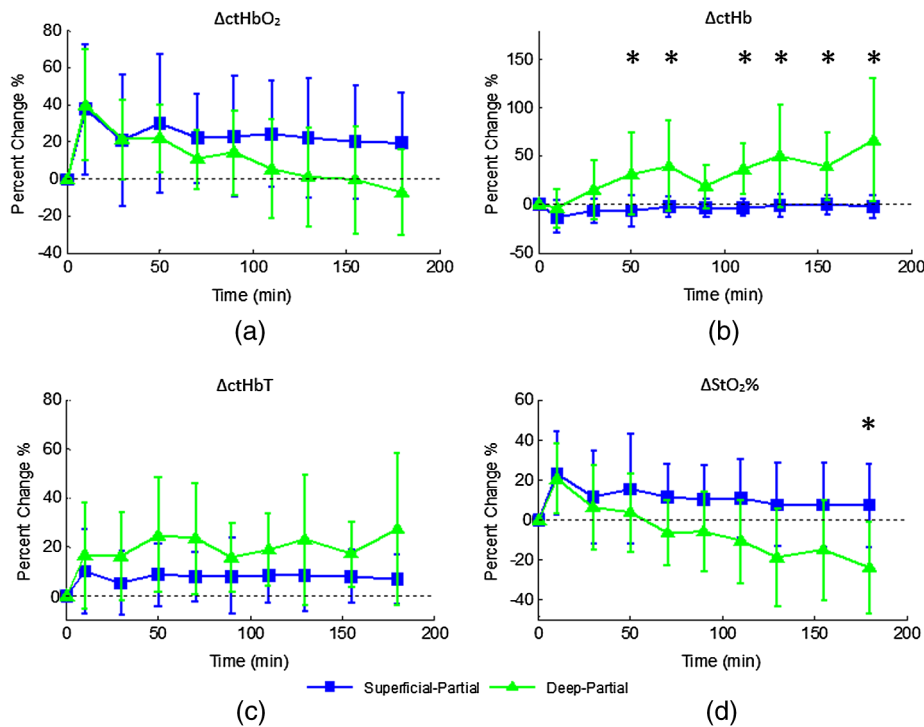 ΔctHbO₂
Percent Change %
80
60
40
20
0
-20
-40
0 50 100 150 200
Time (min)
(a)
ΔctHb
Percent Change %
150
100
50
0
-50
* * * * * *
0 50 100 150 200
Time (min)
(b)
ΔctHbT
Percent Change %
80
60
40
20
0
0 50 100 150 200
Time (min)
(c)
ΔStO₂%
Percent Change %
60
40
20
0
-20
-40
*
0 50 100 150 200
Time (min)
(d)
Superficial-Partial Deep-Partial